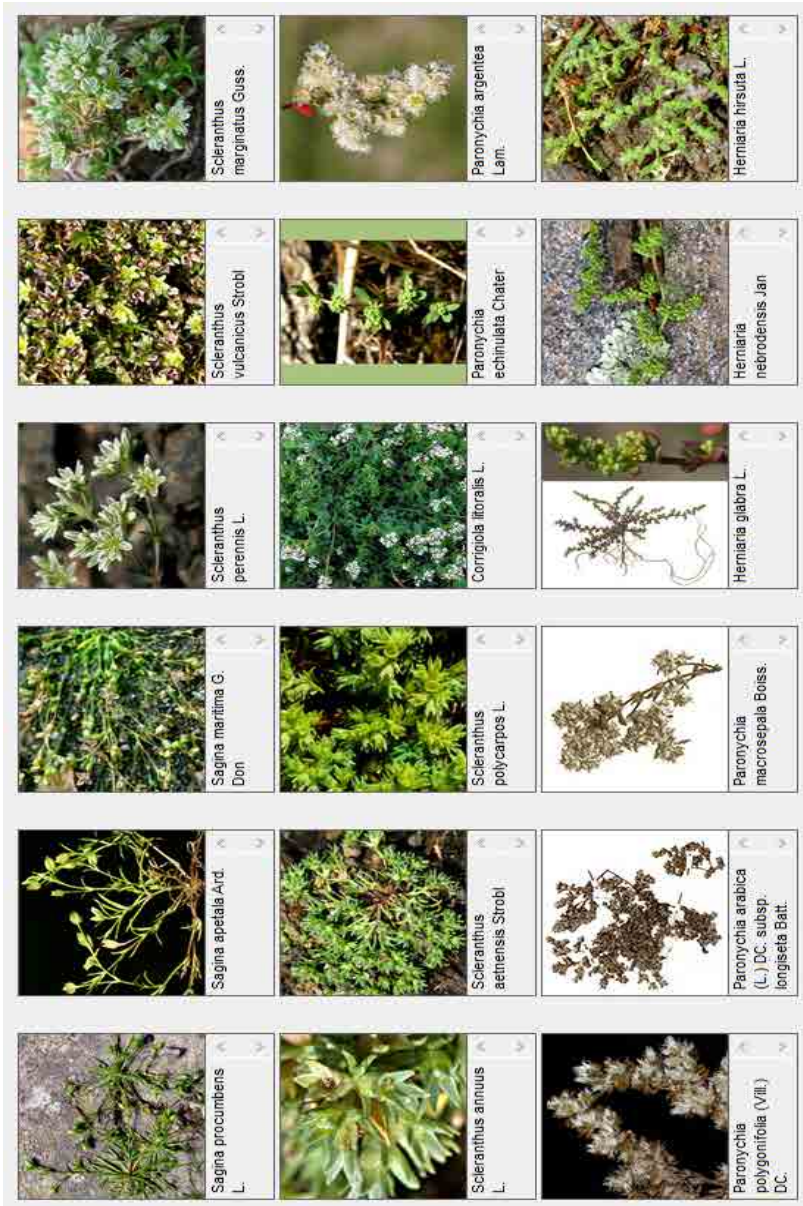 Sagina procumbens
L.
Sagina apetala Ard.
Sagina maritima G.
Don
Scleranthus
perennis L.
Scleranthus
vulcanicus Strobl
Scleranthus
marginatus Guss.
Scleranthus annuus
L.
Scleranthus
aetnensis Strobl
Scleranthus
polycarpos L.
Corrigiola litoralis L.
Paronychia
echinulata Chater
Paronychia argentea
Lam.
Paronychia
polygonifolia (Vill.)
DC.
Paronychia arabica
(L.) DC. subsp.
longiseta Batt.
Paronychia
macrosepala Boiss.
Herniaria glabra L.
Herniaria
nebrodensis Jan
Herniaria hirsuta L.